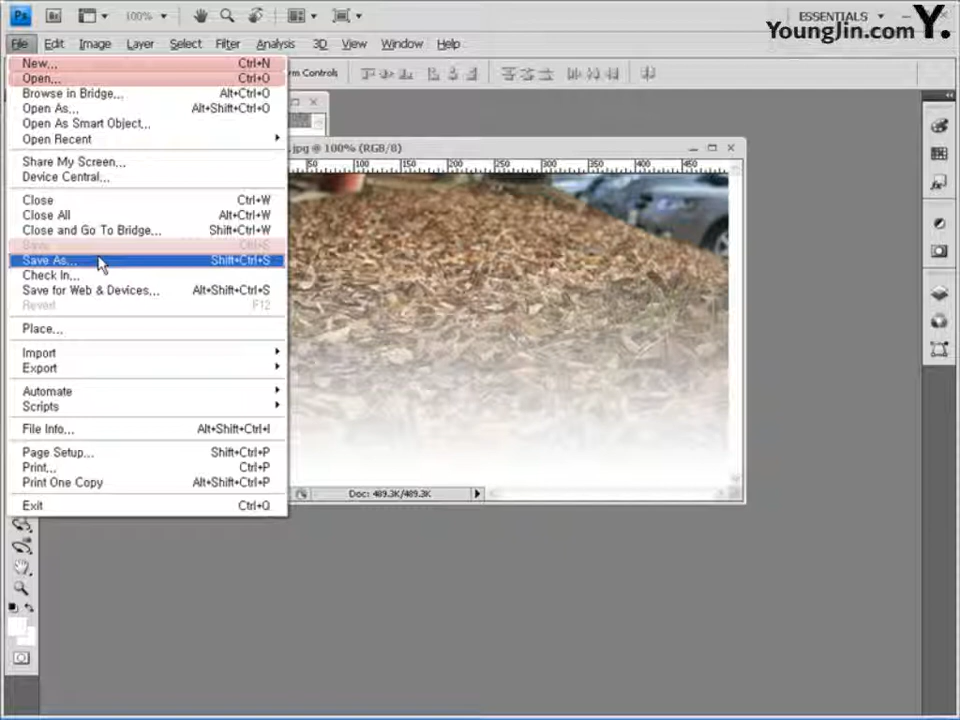 Ps Br 100% ESSENTIALS
YoungJin.com Y.
File Edit Image Layer Select Filter Analysis 3D View Window Help
New... Ctrl+N
Open... Ctrl+O
Browse in Bridge... Alt+Ctrl+O
Open As... Alt+Shift+Ctrl+O
Open As Smart Object...
Open Recent
Share My Screen...
Device Central...
Close Ctrl+W
Close All Alt+Ctrl+W
Close and Go To Bridge... Shift+Ctrl+W
Save Ctrl+S
Save As... Shift+Ctrl+S
Check In...
Save for Web & Devices... Alt+Shift+Ctrl+S
Revert F12
Place...
Import
Export
Automate
Scripts
File Info... Alt+Shift+Ctrl+I
Page Setup... Shift+Ctrl+P
Print... Ctrl+P
Print One Copy Alt+Shift+Ctrl+P
Exit Ctrl+Q
rm Controls
.jpg @ 100% (RGB/8)
50 100 150 200 250 300 350 400 450
Doc: 489.3K/489.3K